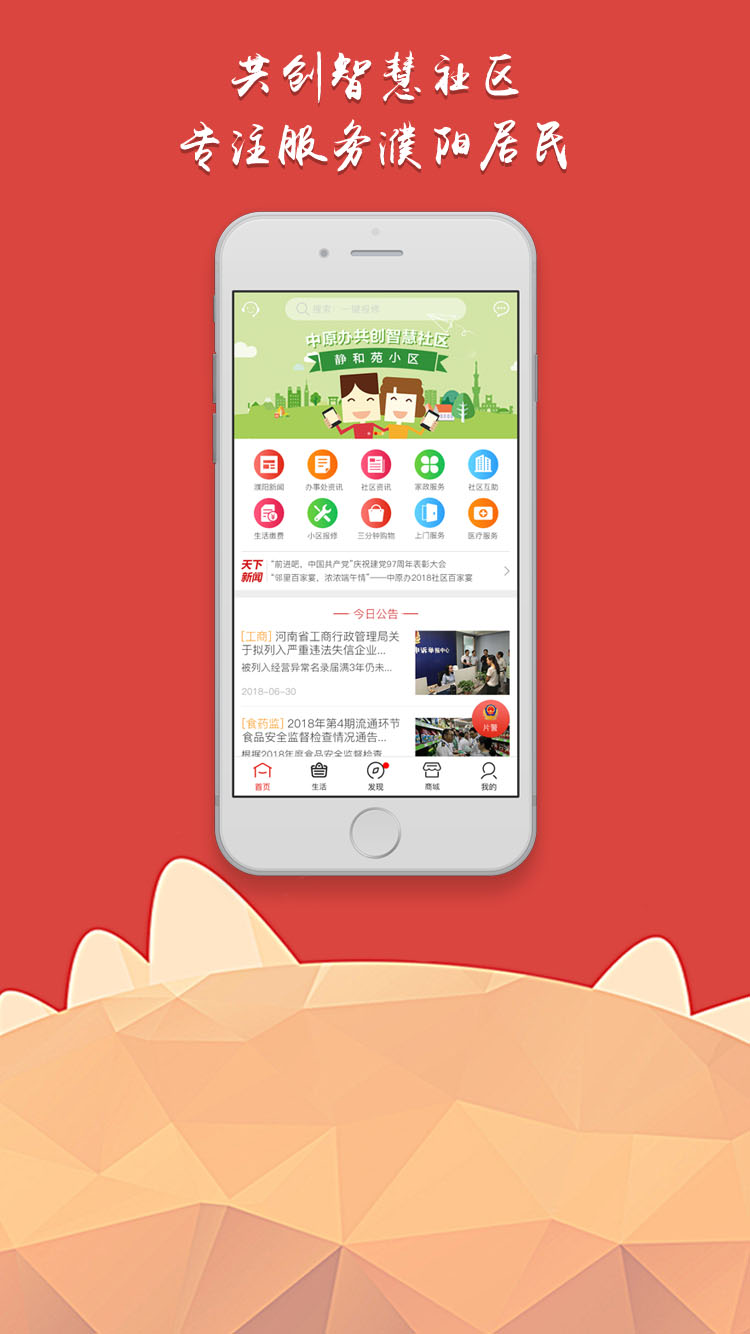 共创智慧社区
专注服务濮阳居民
搜索：一键报修
中原办共创智慧社区
静和苑小区
濮阳新闻 办事处资讯 社区资讯 家政服务 社区互助
生活缴费 小区报修 三分钟购物 上门服务 医疗服务
天下
新闻
“前进吧，中国共产党”庆祝建党97周年表彰大会
“邻里百家宴，浓浓端午情”——中原办2018社区百家宴
今日公告
[工商] 河南省工商行政管理局关
于拟列入严重违法失信企业...
被列入经营异常名录届满3年仍未...
2018-06-30
申诉举报中心
[食药监] 2018年第4期流通环节
食品安全监督检查情况通告...
根据2018年度食品安全监督检查
片警
首页 生活 发现 商城 我的